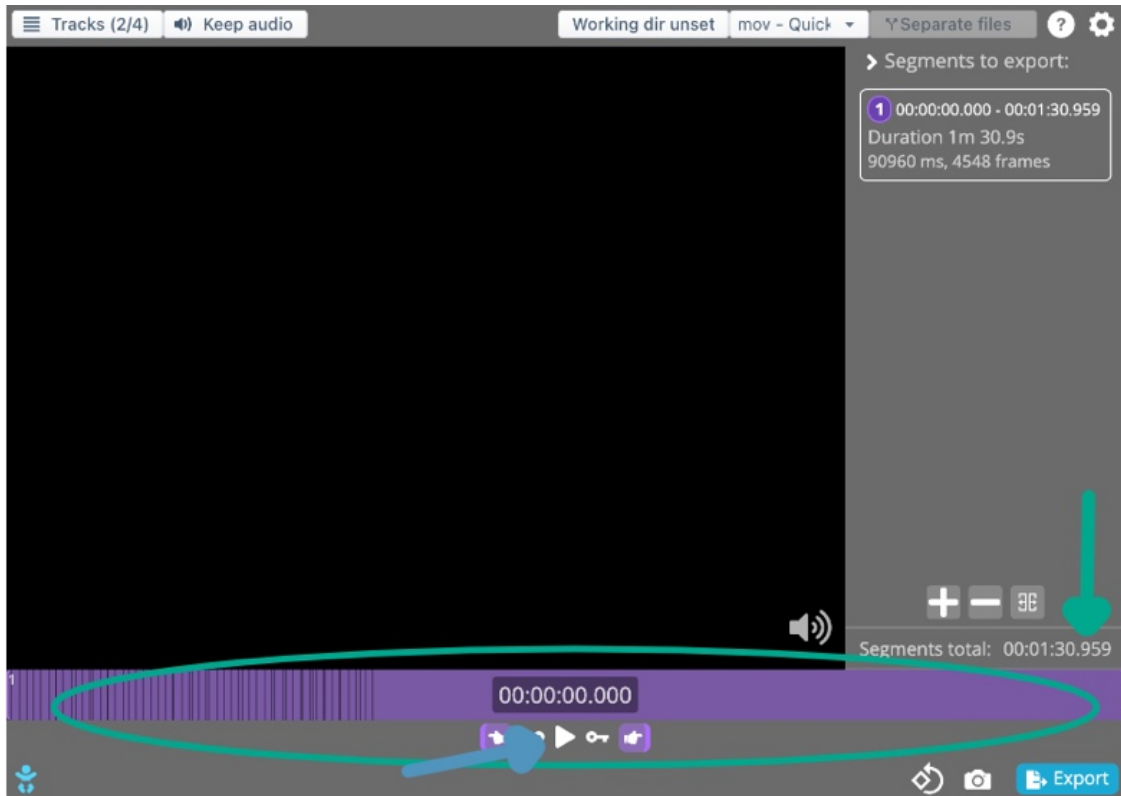 Tracks (2/4) Keep audio Working dir unset mov - Quick Separate files ?
Segments to export:
1 00:00:00.000 - 00:01:30.959
Duration 1m 30.9s
90960 ms, 4548 frames
Segments total: 00:01:30.959
1
00:00:00.000
Export